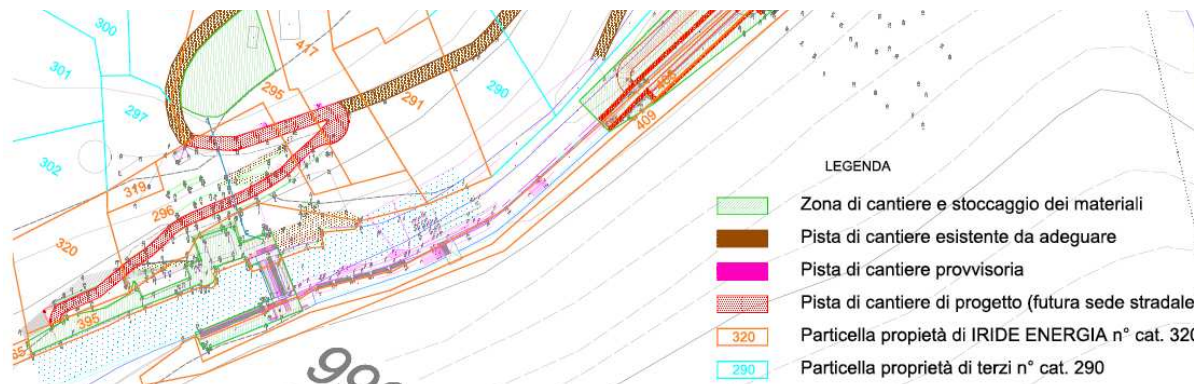 300
417
301
295
291
290
297
409
302
319
296
320
395
LEGENDA
Zona di cantiere e stoccaggio dei materiali
Pista di cantiere esistente da adeguare
Pista di cantiere provvisoria
Pista di cantiere di progetto (futura sede stradale
320 Particella propietà di IRIDE ENERGIA n° cat. 320
290 Particella proprietà di terzi n° cat. 290